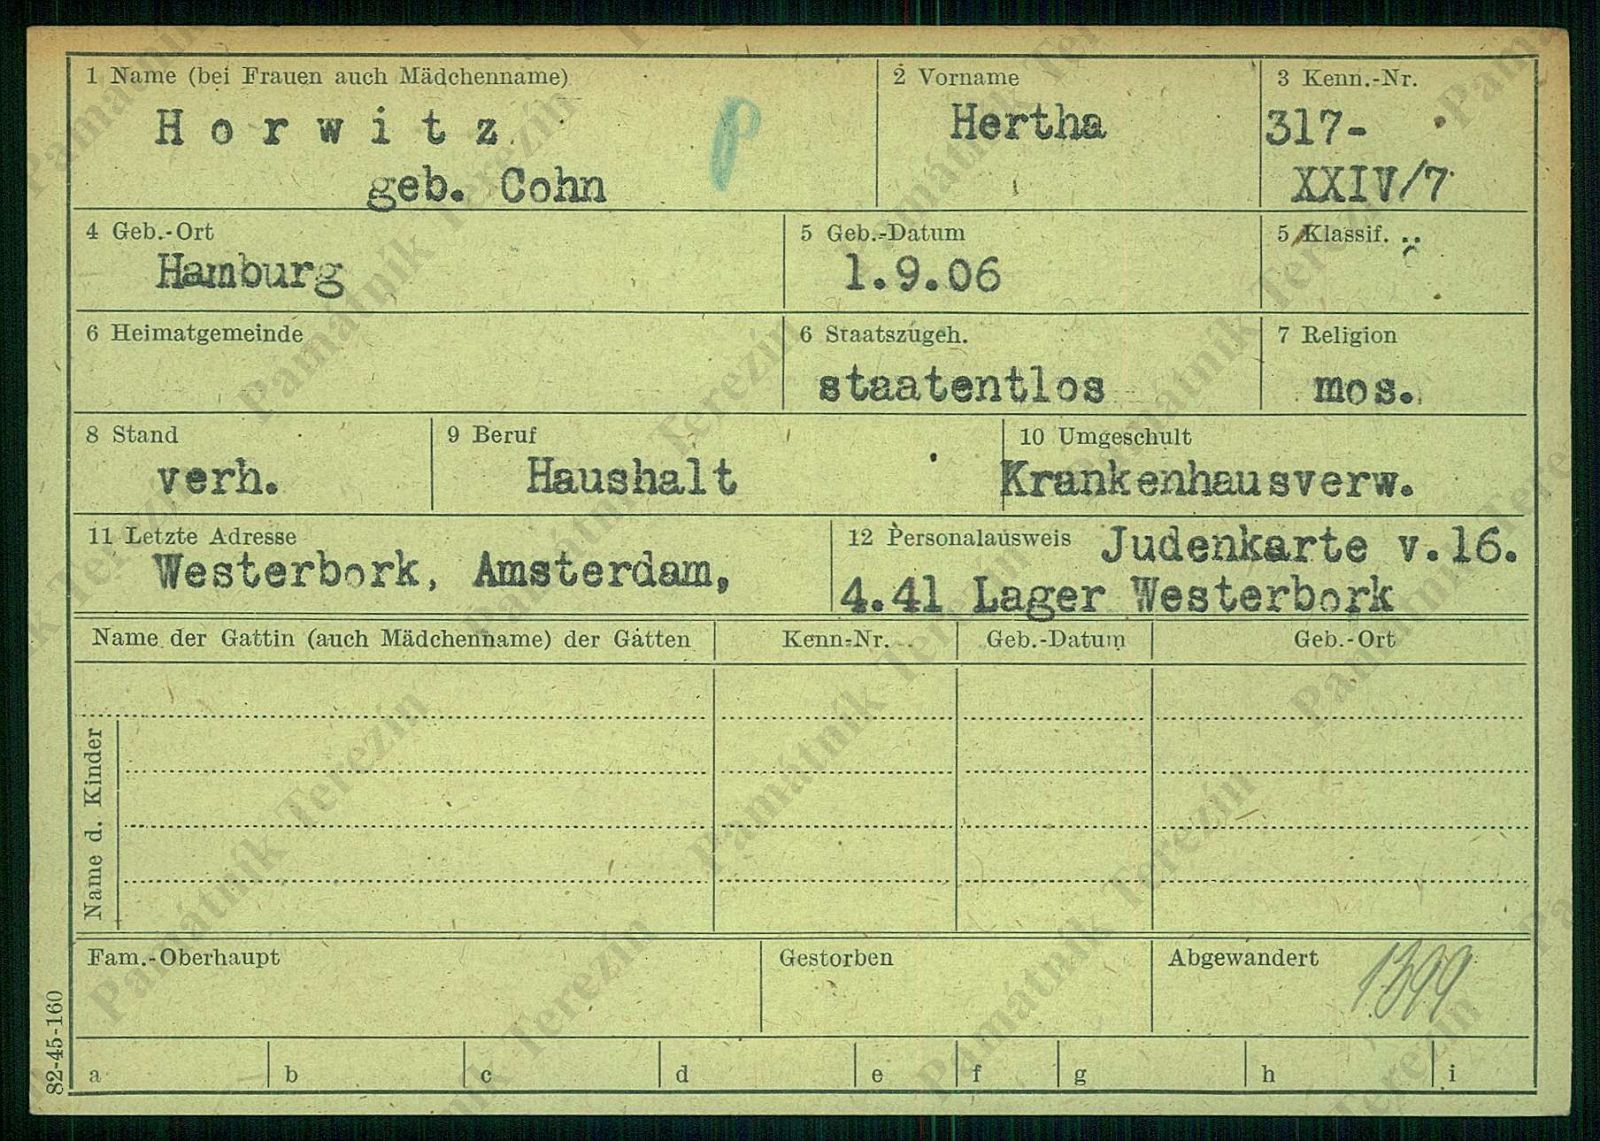 1 Name (bei Frauen auch Mädchenname)
H o r w i t z
geb. Cohn
2 Vorname
Hertha
3 Kenn.-Nr.
317-
XXIV/7
4 Geb.-Ort
Hamburg
5 Geb.-Datum
1.9.06
5 Klassif.
6 Heimatgemeinde
6 Staatszugeh.
staatentlos
7 Religion
mos.
8 Stand
verh.
9 Beruf
Haushalt
10 Umgeschult
Krankenhausverw.
11 Letzte Adresse
Westerbork, Amsterdam,
12 Personalausweis Judenkarte v.16.
4.41 Lager Westerbork
Name der Gattin (auch Mädchenname) der Gatten
Kenn-Nr.
Geb.-Datum
Geb.-Ort
Name d. Kinder
Fam.-Oberhaupt
Gestorben
Abgewandert
1399
82-45-160
a b c d e f g h i
Památník Terezín